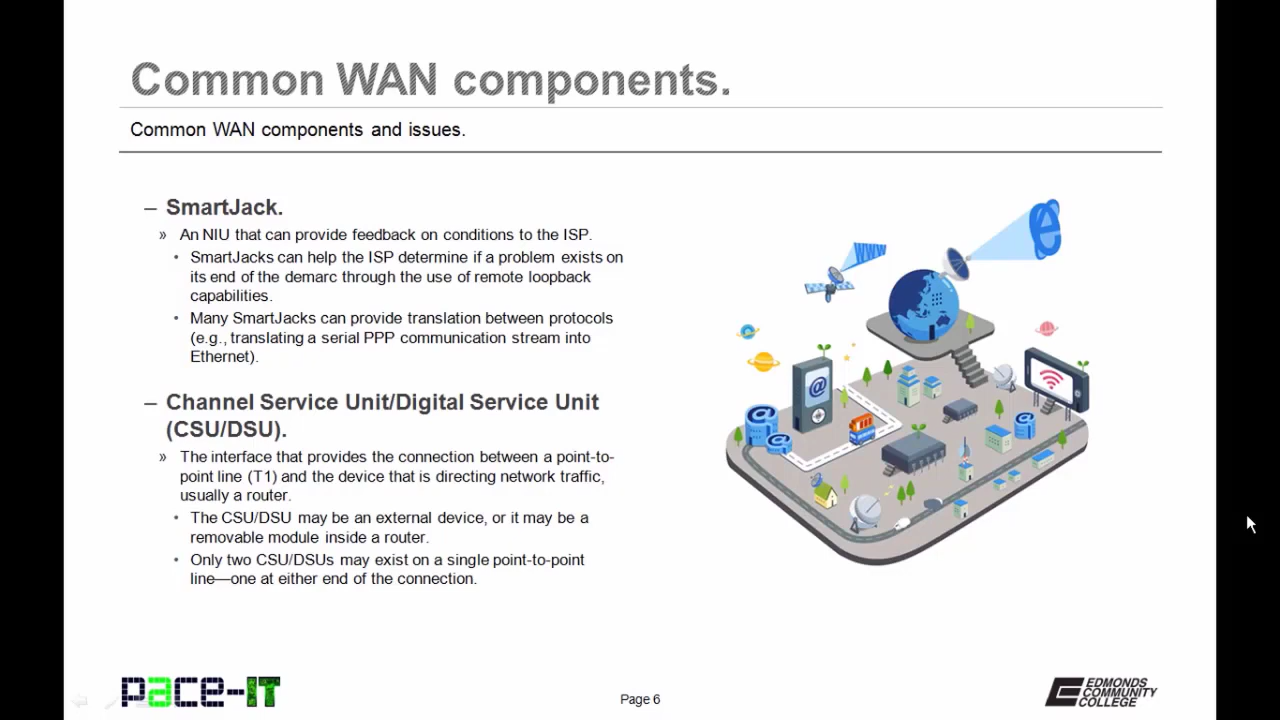 Common WAN components.
Common WAN components and issues.
– SmartJack.
» An NIU that can provide feedback on conditions to the ISP.
• SmartJacks can help the ISP determine if a problem exists on
its end of the demarc through the use of remote loopback
capabilities.
• Many SmartJacks can provide translation between protocols
(e.g., translating a serial PPP communication stream into
Ethernet).
– Channel Service Unit/Digital Service Unit
(CSU/DSU).
» The interface that provides the connection between a point-to-
point line (T1) and the device that is directing network traffic,
usually a router.
• The CSU/DSU may be an external device, or it may be a
removable module inside a router.
• Only two CSU/DSUs may exist on a single point-to-point
line—one at either end of the connection.
WWW
e
@
@
@
@
pace-IT
Page 6
EDMONDS
COMMUNITY
COLLEGE